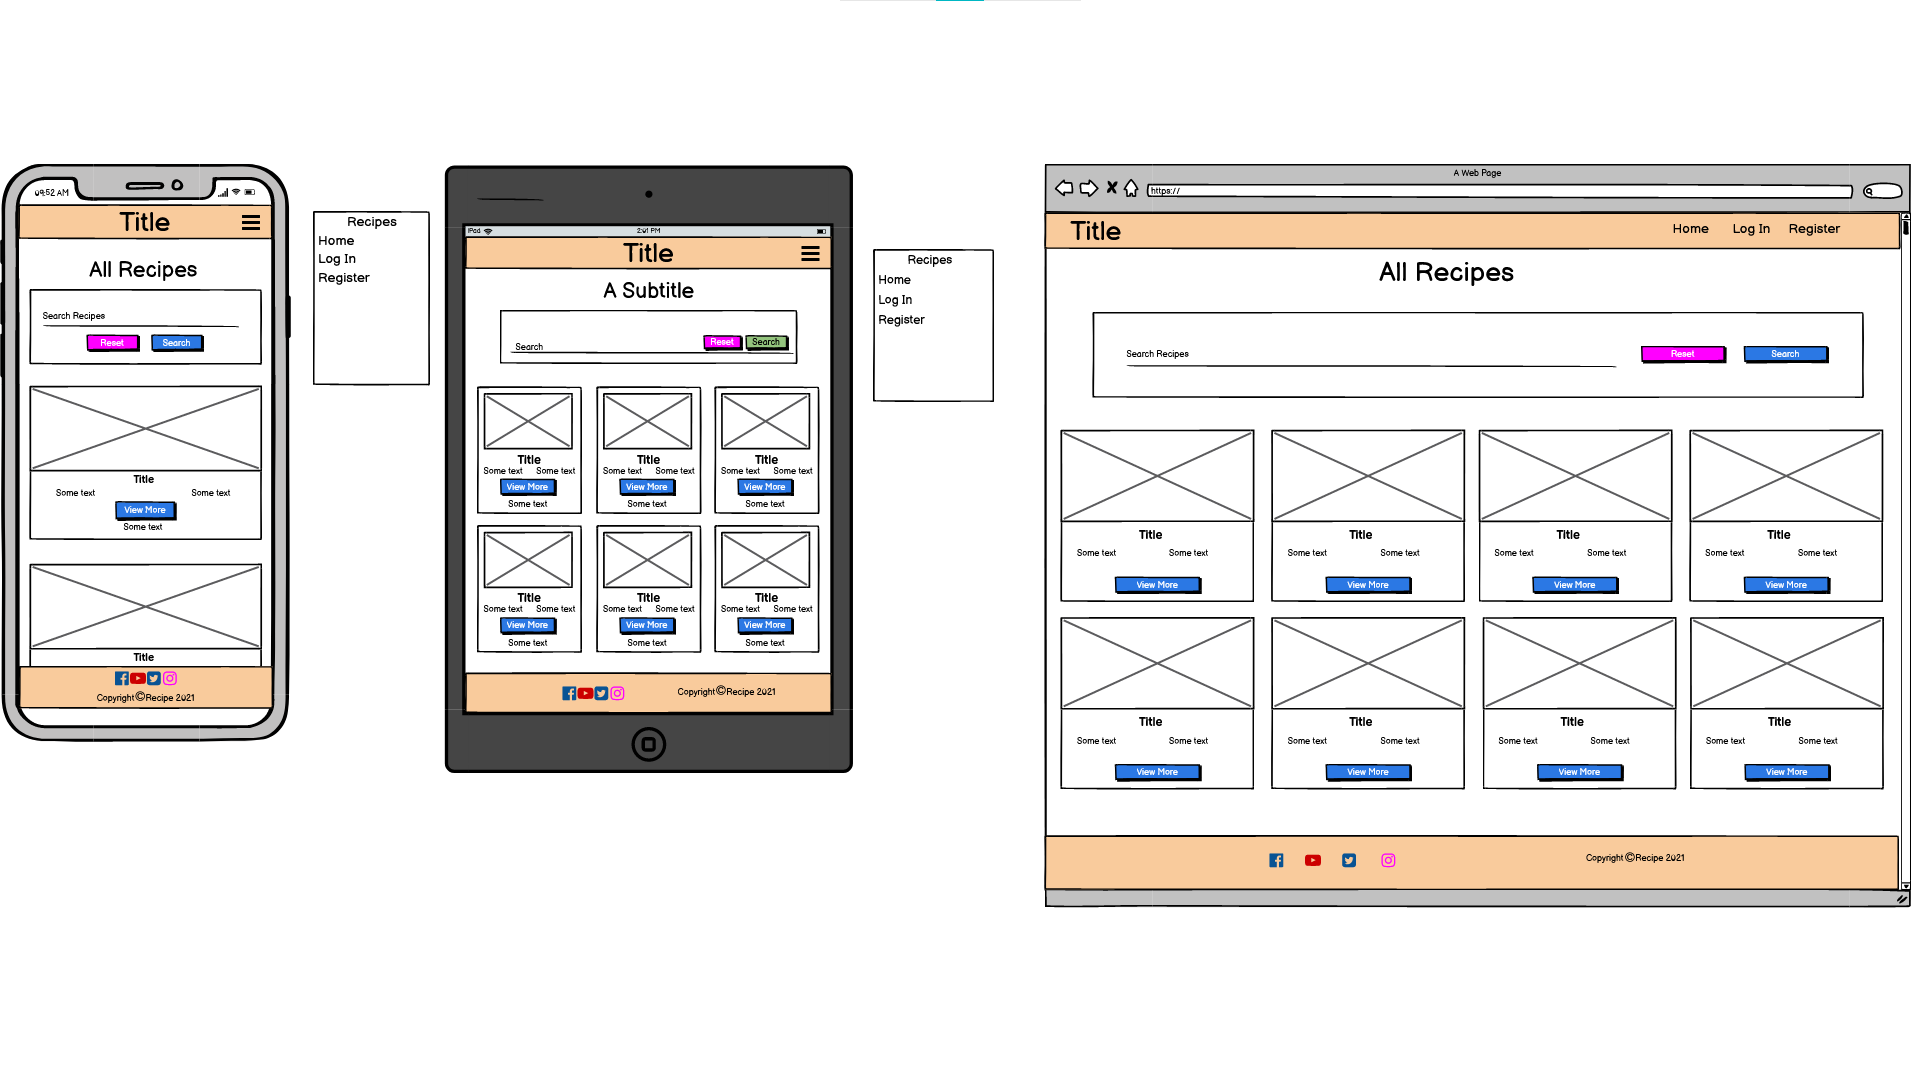 09:52 AM
Title
All Recipes
Search Recipes
Reset Search
Title
Some text Some text
View More
Some text
Title
Copyright©Recipe 2021
Recipes
Home
Log In
Register
iPad 2:01 PM
Title
A Subtitle
Search Reset Search
Title Title Title
Some text Some text Some text Some text Some text Some text
View More View More View More
Some text Some text Some text
Title Title Title
Some text Some text Some text Some text Some text Some text
View More View More View More
Some text Some text Some text
Copyright©Recipe 2021
Recipes
Home
Log In
Register
A Web Page
https://
Title Home Log In Register
All Recipes
Search Recipes Reset Search
Title Title Title Title
Some text Some text Some text Some text Some text Some text Some text Some text
View More View More View More View More
Title Title Title Title
Some text Some text Some text Some text Some text Some text Some text Some text
View More View More View More View More
Copyright©Recipe 2021